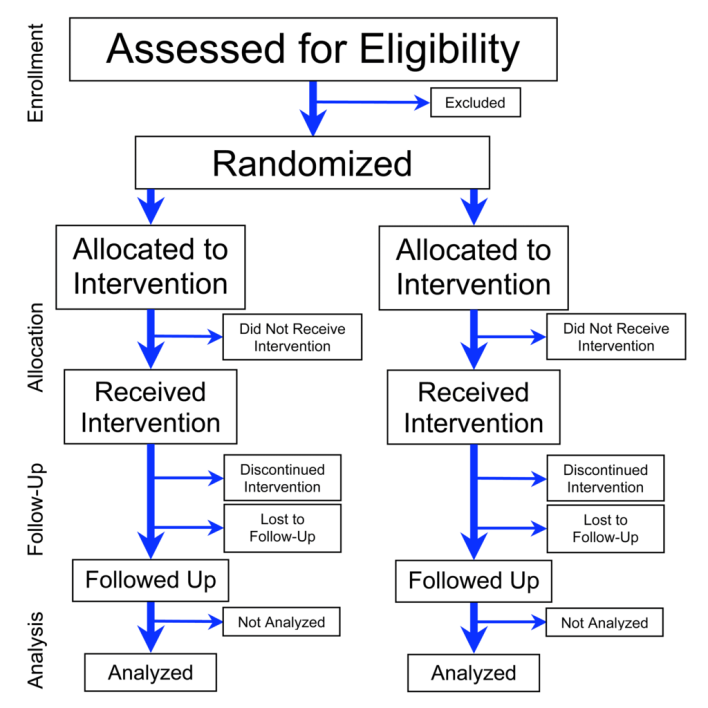 Enrollment
Assessed for Eligibility
Excluded
Randomized
Allocated to
Intervention
Allocated to
Intervention
Allocation
Did Not Receive
Intervention
Did Not Receive
Intervention
Received
Intervention
Received
Intervention
Follow-Up
Discontinued
Intervention
Discontinued
Intervention
Lost to
Follow-Up
Lost to
Follow-Up
Followed Up
Followed Up
Analysis
Not Analyzed
Not Analyzed
Analyzed
Analyzed